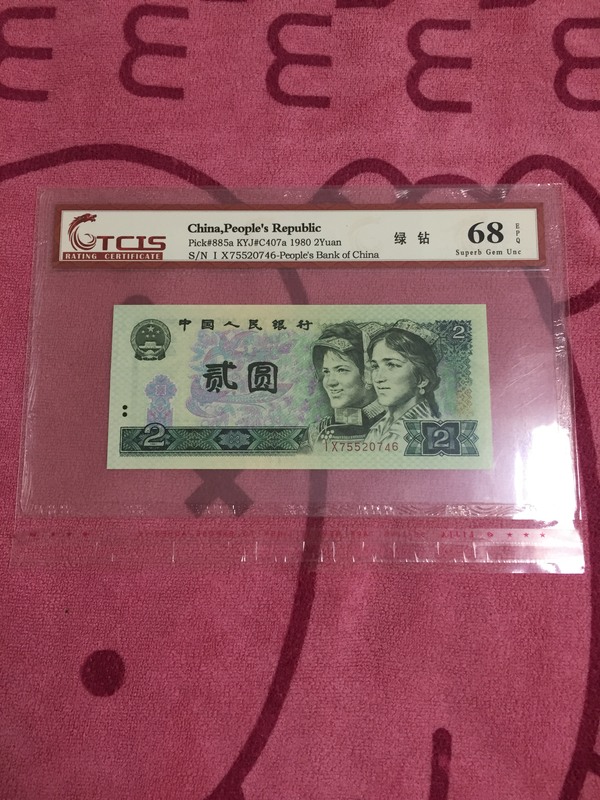 TCIS
RATING CERTIFICATE
China,People's Republic
Pick#885a KYJ#C407a 1980 2Yuan
S/N I X75520746-People's Bank of China
绿 钻
68
EPQ
Superb Gem Unc
中国人民银行
2
贰圆
2
2
IX75520746